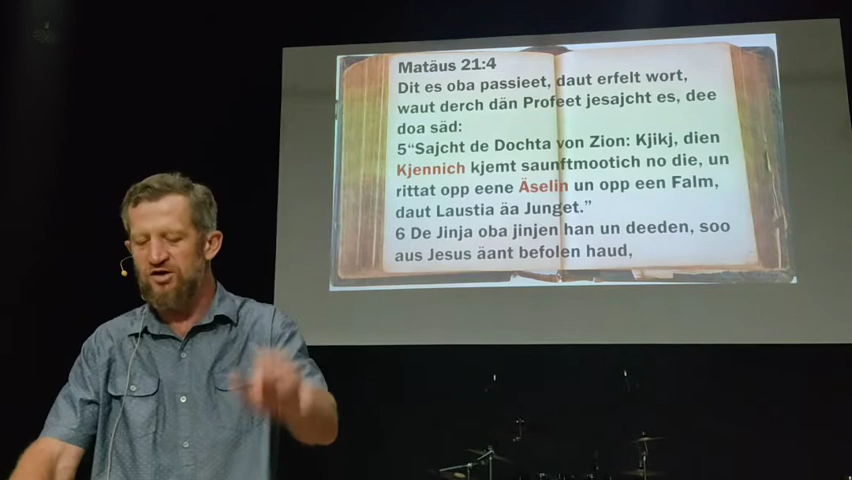 Matäus 21:4
Dit es oba passieet, daut erfelt wort,
waut derch dän Profeet jesajcht es, dee
doa säd:
5“Sajcht de Dochta von Zion: Kjikj, dien
Kjennich kjemt saunftmootich no die, un
rittat opp eene Äselin un opp een Falm,
daut Laustia äa Junget.”
6 De Jinja oba jinjen han un deeden, soo
aus Jesus äant befolen haud,